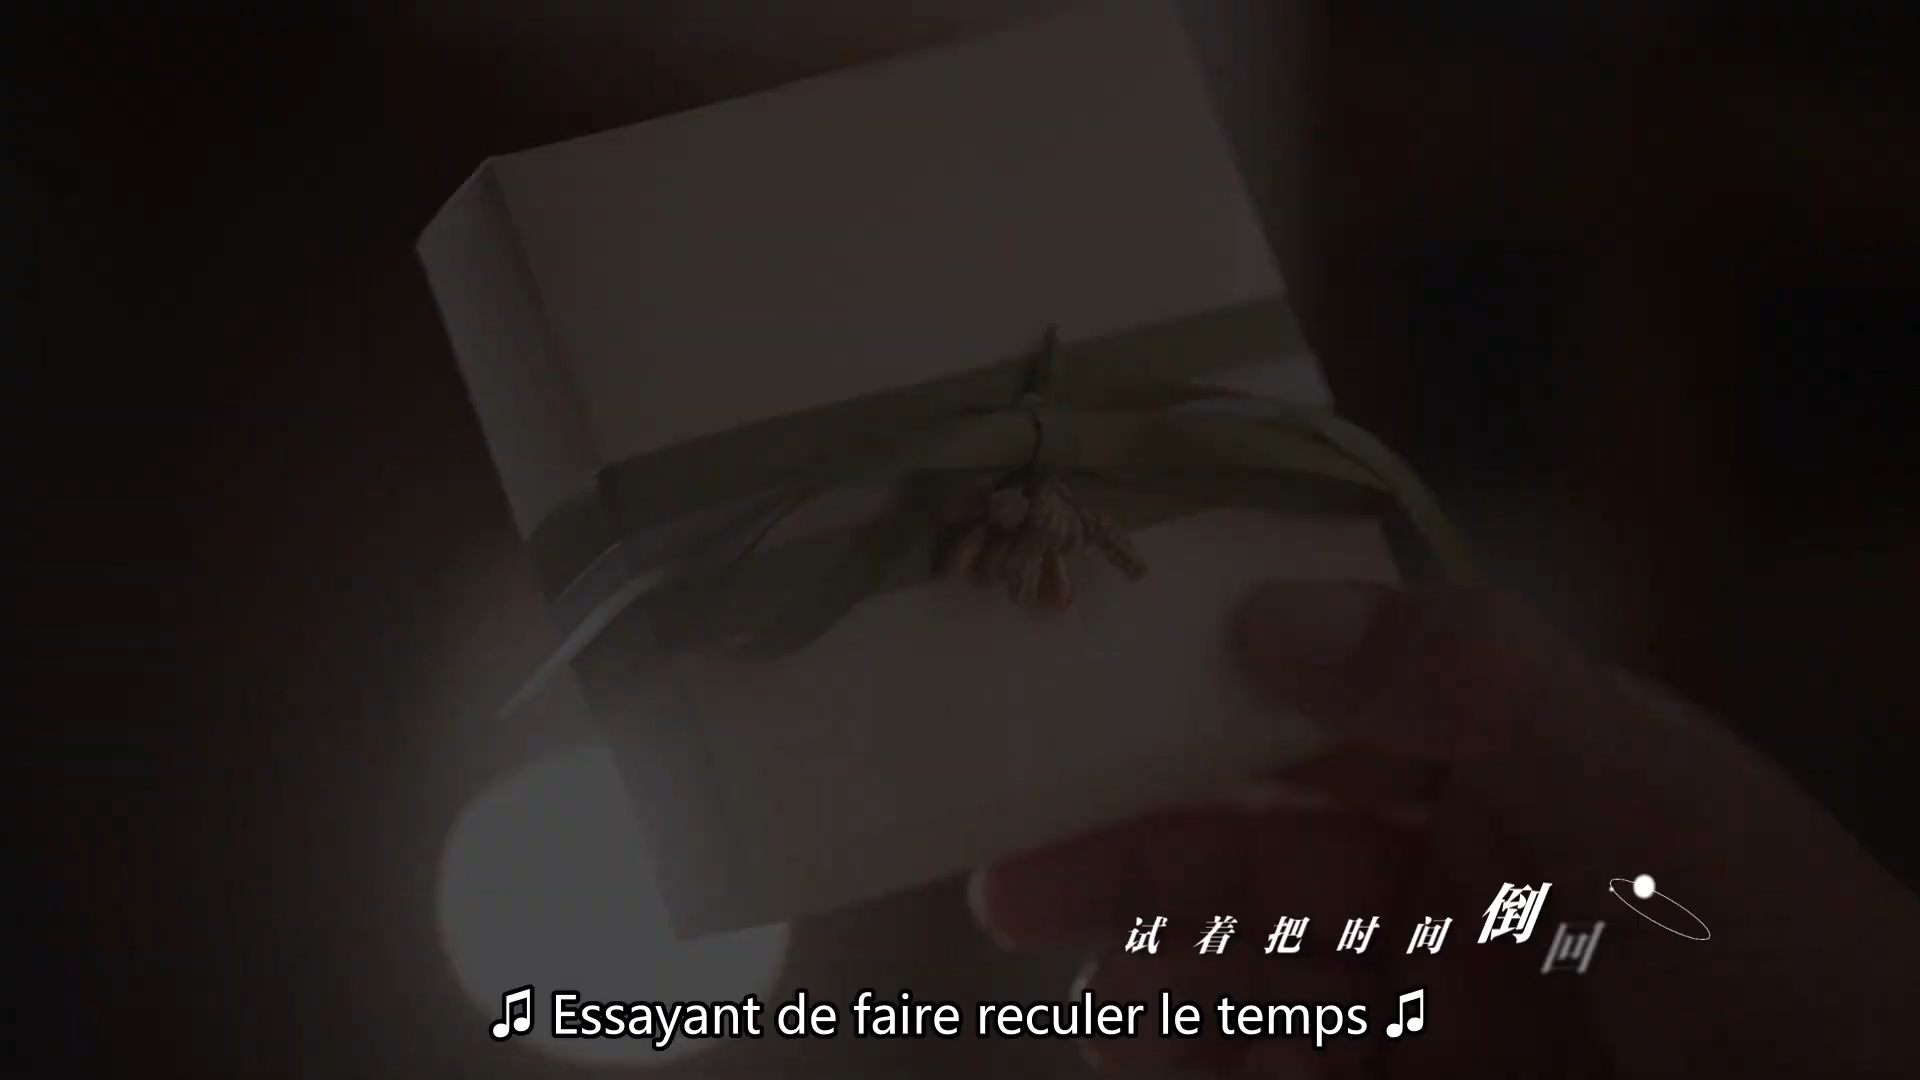 试着把时间倒回
♫ Essayant de faire reculer le temps ♫